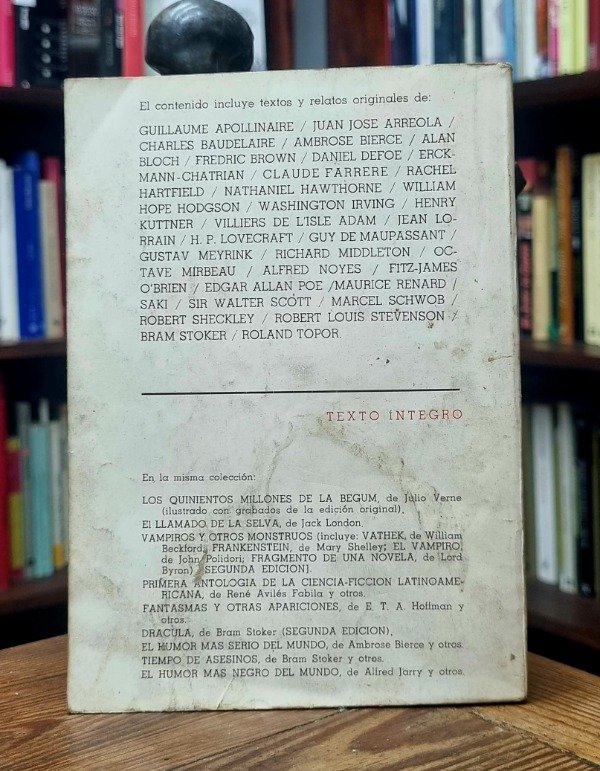 El contenido incluye textos y relatos originales de:
GUILLAUME APOLLINAIRE / JUAN JOSE ARREOLA /
CHARLES BAUDELAIRE / AMBROSE BIERCE / ALAN
BLOCH / FREDRIC BROWN / DANIEL DEFOE / ERCK-
MANN-CHATRIAN / CLAUDE FARRERE / RACHEL
HARTFIELD / NATHANIEL HAWTHORNE / WILLIAM
HOPE HODGSON / WASHINGTON IRVING / HENRY
KUTTNER / VILLIERS DE L'ISLE ADAM / JEAN LO-
RRAIN / H. P. LOVECRAFT / GUY DE MAUPASSANT /
GUSTAV MEYRINK / RICHARD MIDDLETON / OC-
TAVE MIRBEAU / ALFRED NOYES / FITZ-JAMES
O'BRIEN / EDGAR ALLAN POE /MAURICE RENARD /
SAKI / SIR WALTER SCOTT / MARCEL SCHWOB /
ROBERT SHECKLEY / ROBERT LOUIS STEVENSON /
BRAM STOKER / ROLAND TOPOR.
TEXTO INTEGRO
En la misma colección:
LOS QUINIENTOS MILLONES DE LA BEGUM, de Julio Verne
(ilustrado con grabados de la edición original).
El LLAMADO DE LA SELVA, de Jack London.
VAMPIROS Y OTROS MONSTRUOS (incluye: VATHEK, de William
Beckford; FRANKENSTEIN, de Mary Shelley; EL VAMPIRO,
de John Polidori; FRAGMENTO DE UNA NOVELA, de Lord
Byron) [SEGUNDA EDICION].
PRIMERA ANTOLOGIA DE LA CIENCIA-FICCION LATINOAME-
RICANA, de René Avilés Fabila y otros.
FANTASMAS Y OTRAS APARICIONES, de E. T. A. Hoffman y
otros.
DRACULA, de Bram Stoker (SEGUNDA EDICION).
EL HUMOR MAS SERIO DEL MUNDO, de Ambrose Bierce y otros.
TIEMPO DE ASESINOS, de Bram Stoker y otros.
EL HUMOR MAS NEGRO DEL MUNDO, de Alfred Jarry y otros.